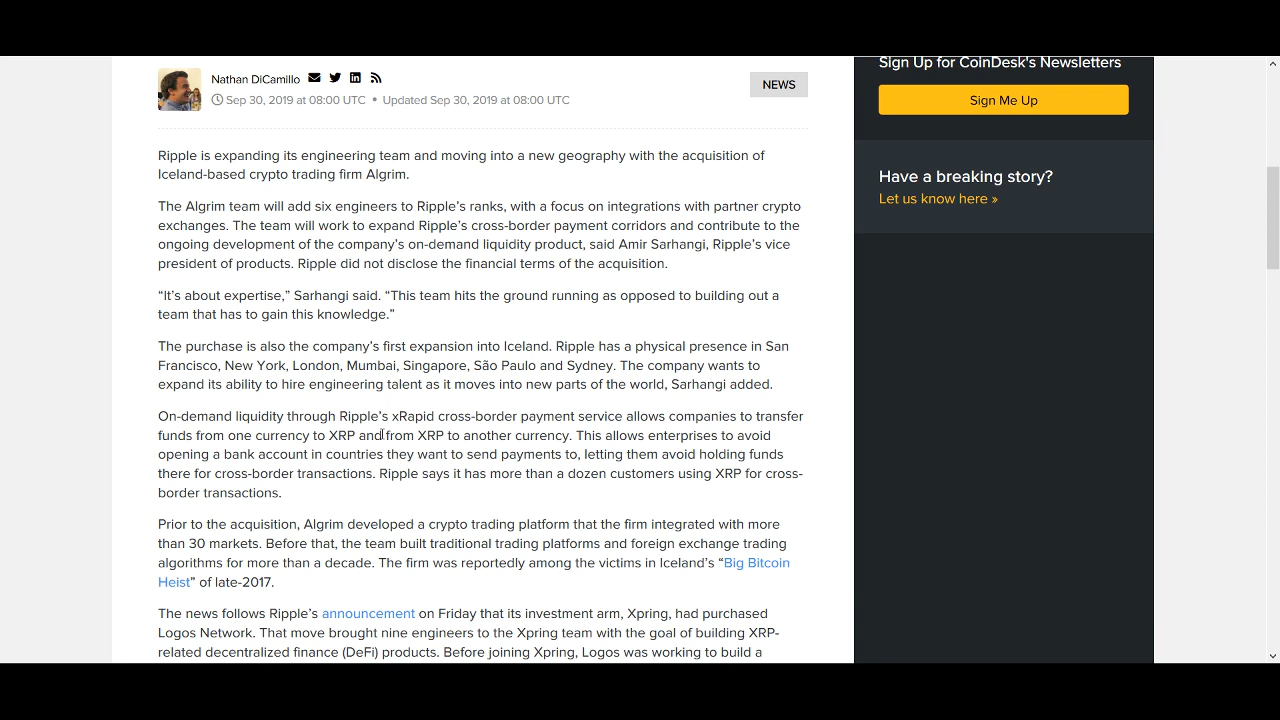 Nathan DiCamillo
Sep 30, 2019 at 08:00 UTC • Updated Sep 30, 2019 at 08:00 UTC
NEWS
Ripple is expanding its engineering team and moving into a new geography with the acquisition of
Iceland-based crypto trading firm Algrim.
The Algrim team will add six engineers to Ripple’s ranks, with a focus on integrations with partner crypto
exchanges. The team will work to expand Ripple’s cross-border payment corridors and contribute to the
ongoing development of the company’s on-demand liquidity product, said Amir Sarhangi, Ripple’s vice
president of products. Ripple did not disclose the financial terms of the acquisition.
“It’s about expertise,” Sarhangi said. “This team hits the ground running as opposed to building out a
team that has to gain this knowledge.”
The purchase is also the company’s first expansion into Iceland. Ripple has a physical presence in San
Francisco, New York, London, Mumbai, Singapore, São Paulo and Sydney. The company wants to
expand its ability to hire engineering talent as it moves into new parts of the world, Sarhangi added.
On-demand liquidity through Ripple’s xRapid cross-border payment service allows companies to transfer
funds from one currency to XRP and from XRP to another currency. This allows enterprises to avoid
opening a bank account in countries they want to send payments to, letting them avoid holding funds
there for cross-border transactions. Ripple says it has more than a dozen customers using XRP for cross-
border transactions.
Prior to the acquisition, Algrim developed a crypto trading platform that the firm integrated with more
than 30 markets. Before that, the team built traditional trading platforms and foreign exchange trading
algorithms for more than a decade. The firm was reportedly among the victims in Iceland’s “Big Bitcoin
Heist” of late-2017.
The news follows Ripple’s announcement on Friday that its investment arm, Xpring, had purchased
Logos Network. That move brought nine engineers to the Xpring team with the goal of building XRP-
related decentralized finance (DeFi) products. Before joining Xpring, Logos was working to build a
Sign Up for CoinDesk's Newsletters
Sign Me Up
Have a breaking story?
Let us know here »